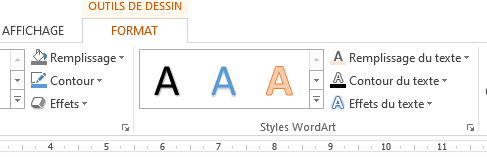 OUTILS DE DESSIN
AFFICHAGE FORMAT
Remplissage
Contour
Effets
A A A
A Remplissage du texte
A Contour du texte
A Effets du texte
Styles WordArt
4 5 6 7 8 9 10 11